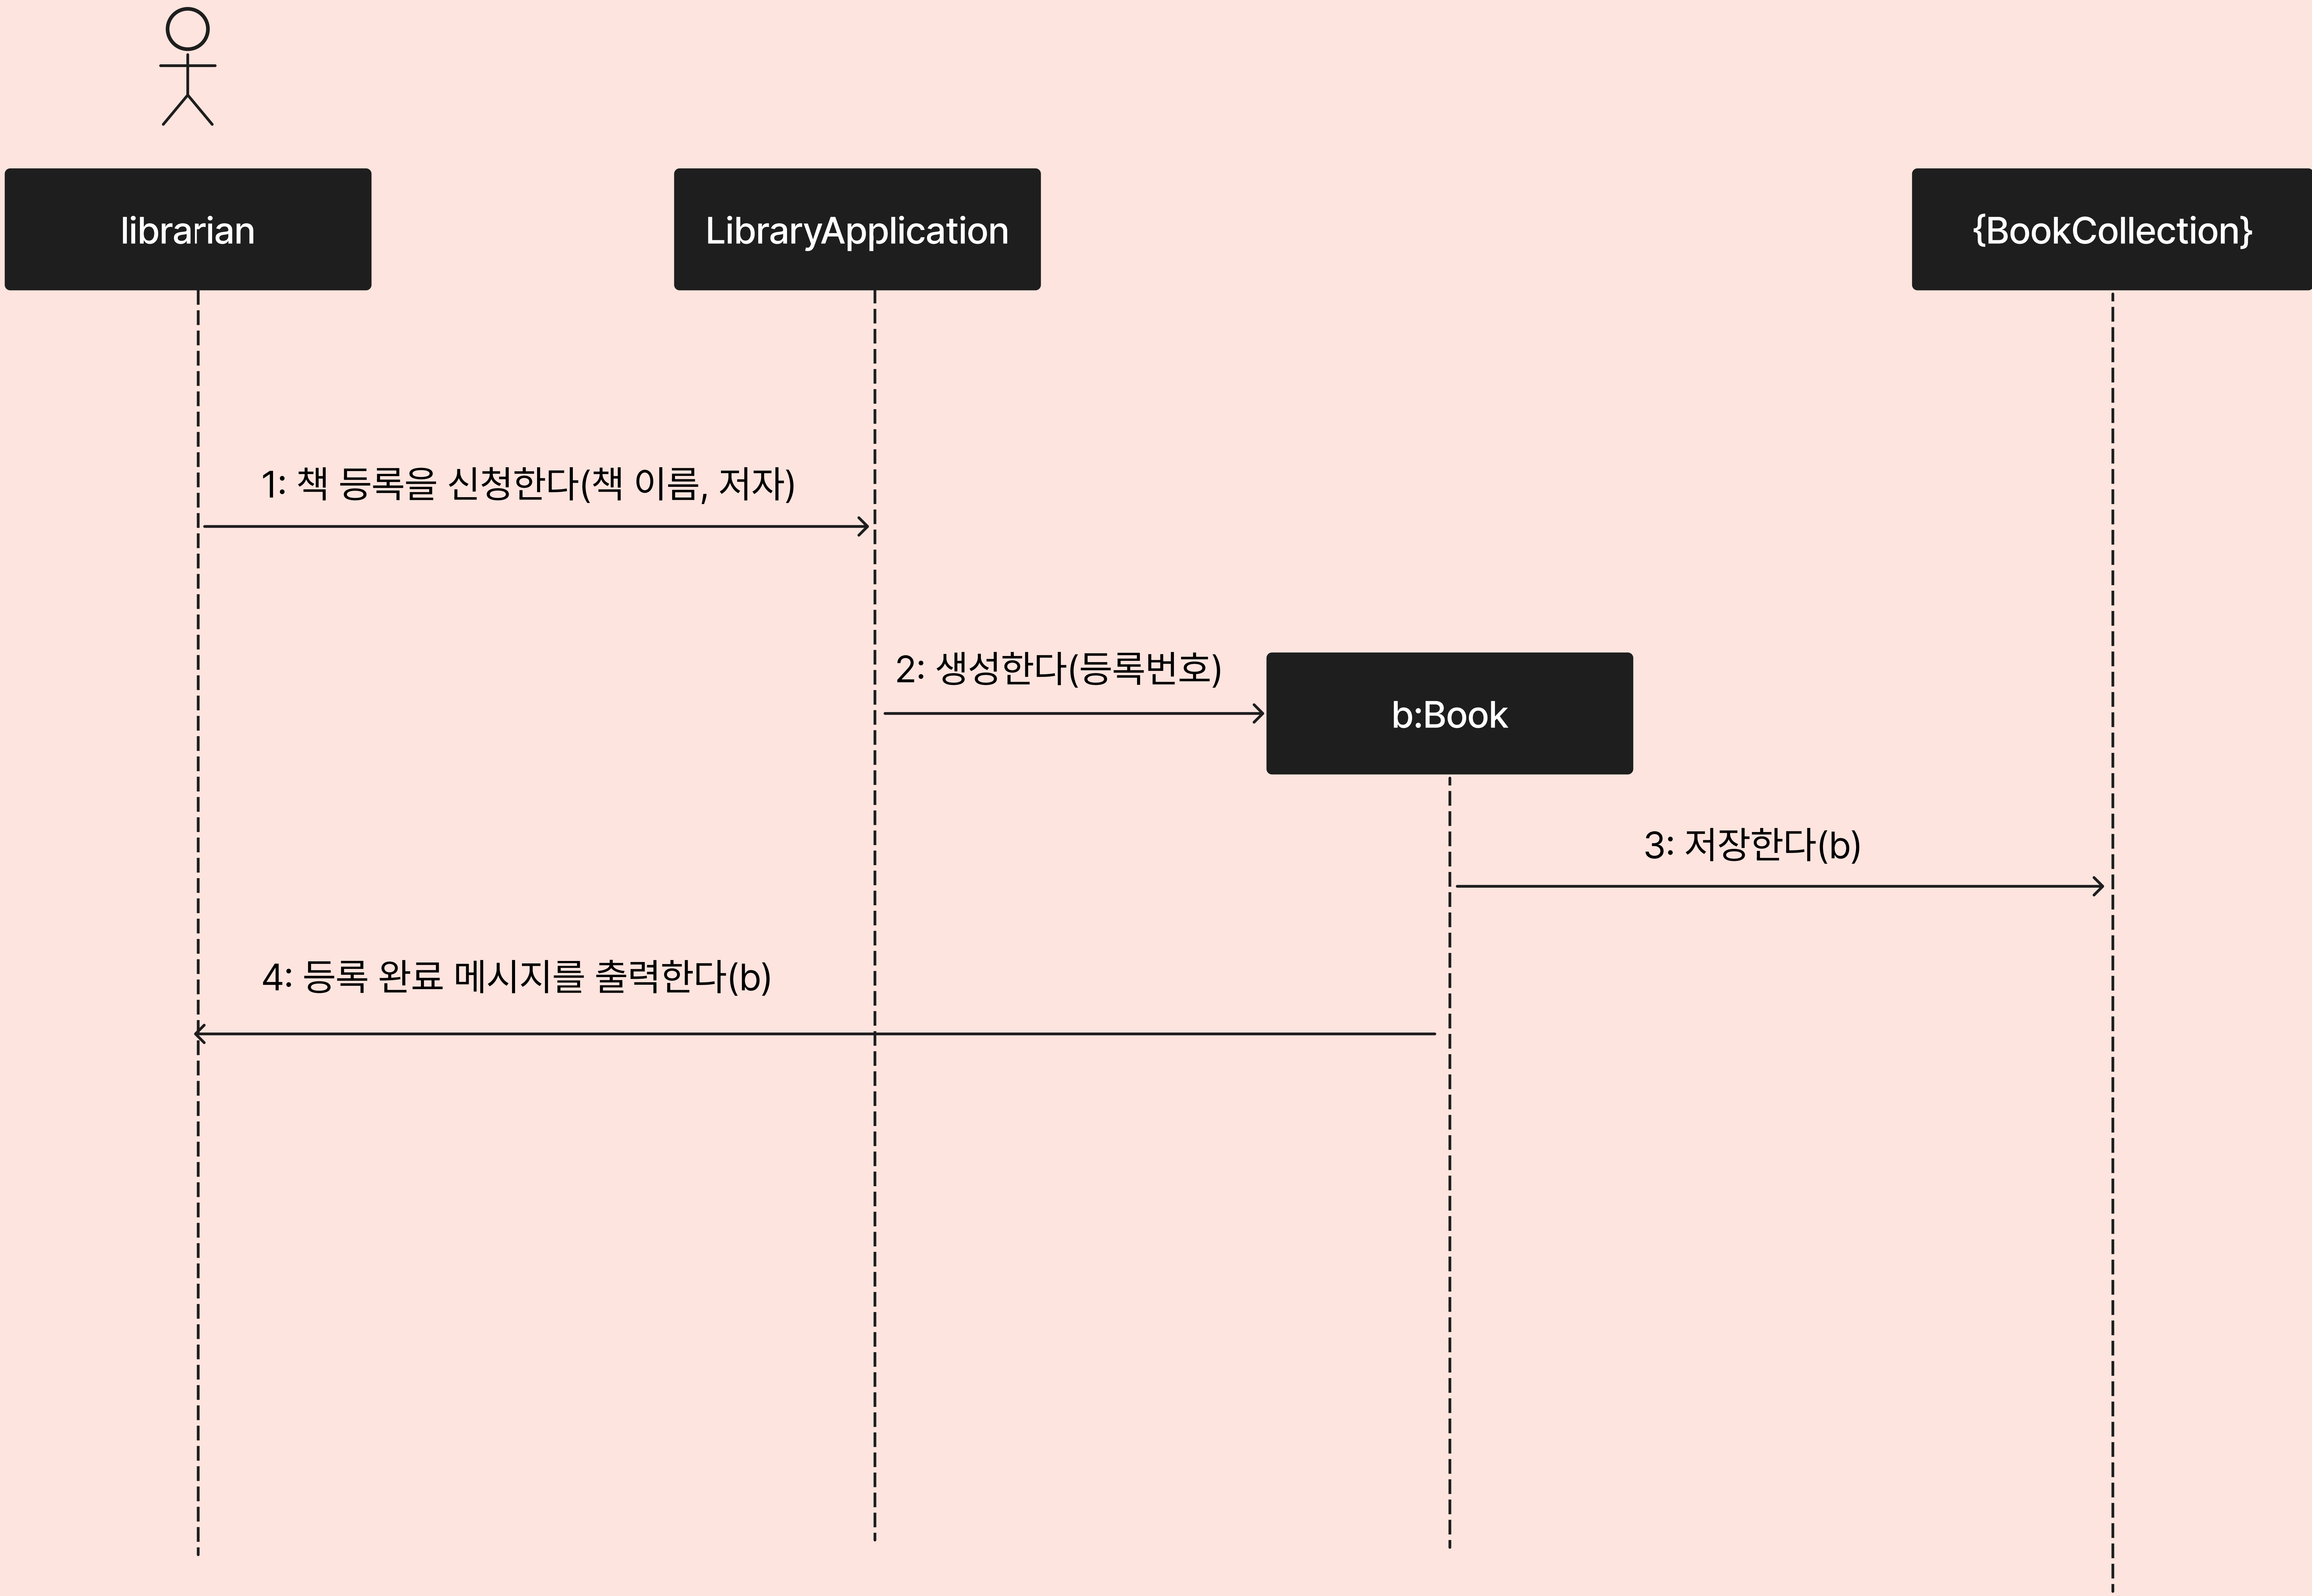 librarian
LibraryApplication
{BookCollection}
1: 책 등록을 신청한다(책 이름, 저자)
2: 생성한다(등록번호)
b:Book
3: 저장한다(b)
4: 등록 완료 메시지를 출력한다(b)